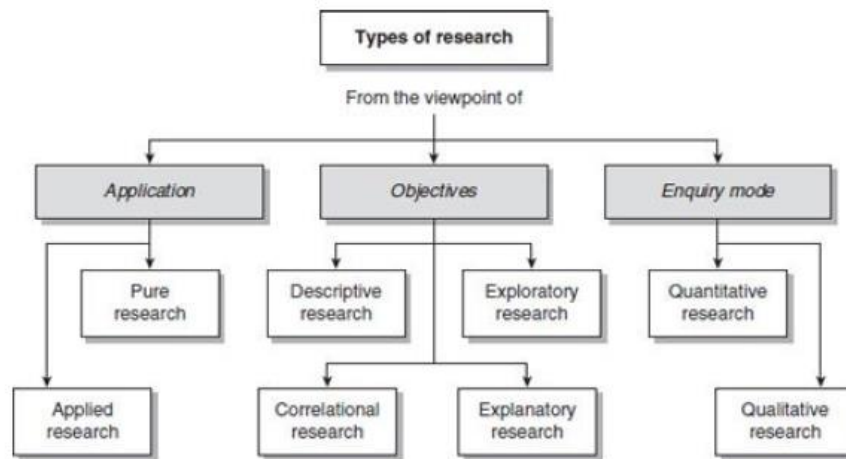 Types of research
From the viewpoint of
Application
Objectives
Enquiry mode
Pure
research
Descriptive
research
Exploratory
research
Quantitative
research
Applied
research
Correlational
research
Explanatory
research
Qualitative
research